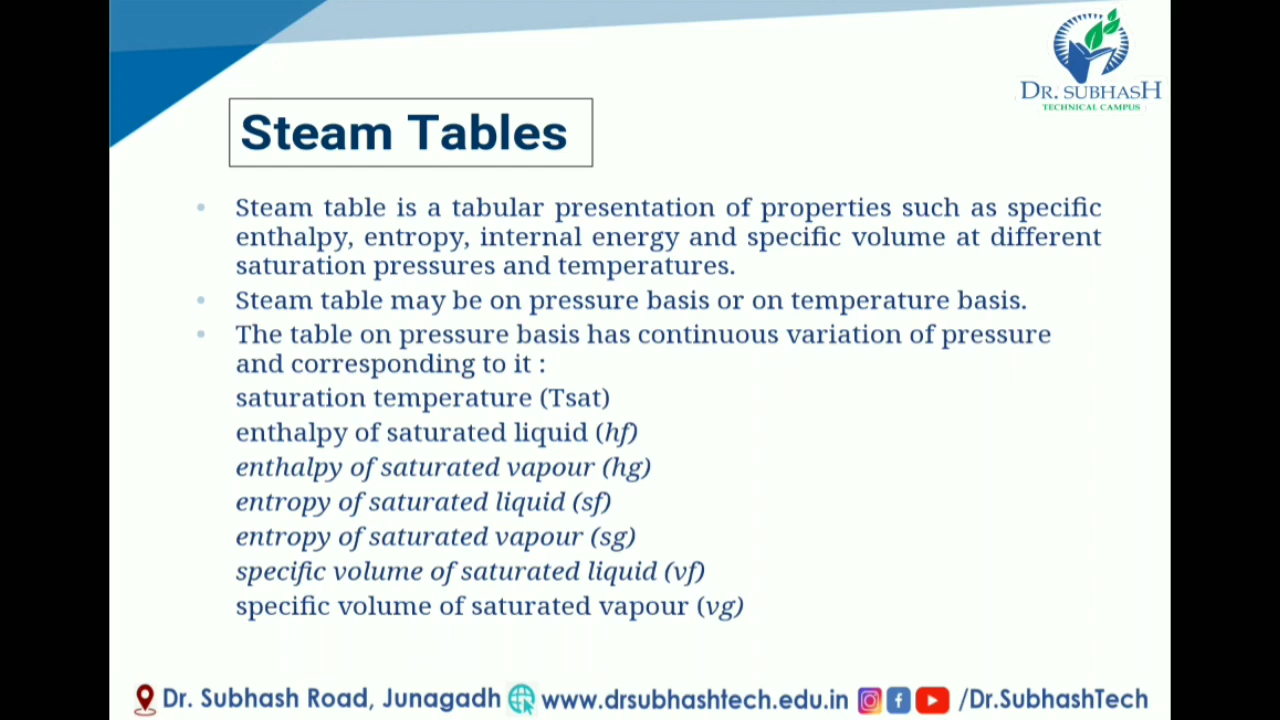 DR. SUBHASH
TECHNICAL CAMPUS
Steam Tables
Steam table is a tabular presentation of properties such as specific
enthalpy, entropy, internal energy and specific volume at different
saturation pressures and temperatures.
Steam table may be on pressure basis or on temperature basis.
The table on pressure basis has continuous variation of pressure
and corresponding to it :
saturation temperature (Tsat)
enthalpy of saturated liquid (hf)
enthalpy of saturated vapour (hg)
entropy of saturated liquid (sf)
entropy of saturated vapour (sg)
specific volume of saturated liquid (vf)
specific volume of saturated vapour (vg)
Dr. Subhash Road, Junagadh www.drsubhashtech.edu.in /Dr.SubhashTech